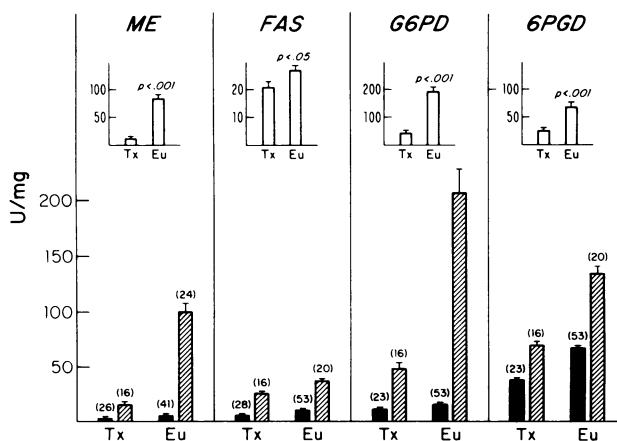 ME FAS G6PD 6PGD
p<.001 p<.05 p<.001 p<.001
100 50 20 10 200 100 100 50
Tx Eu Tx Eu Tx Eu Tx Eu
U/mg
200
150
100
50
(26) (16) (41) (24) (28) (16) (53) (20) (23) (16) (53) (23) (16) (53) (20)
Tx Eu Tx Eu Tx Eu Tx Eu